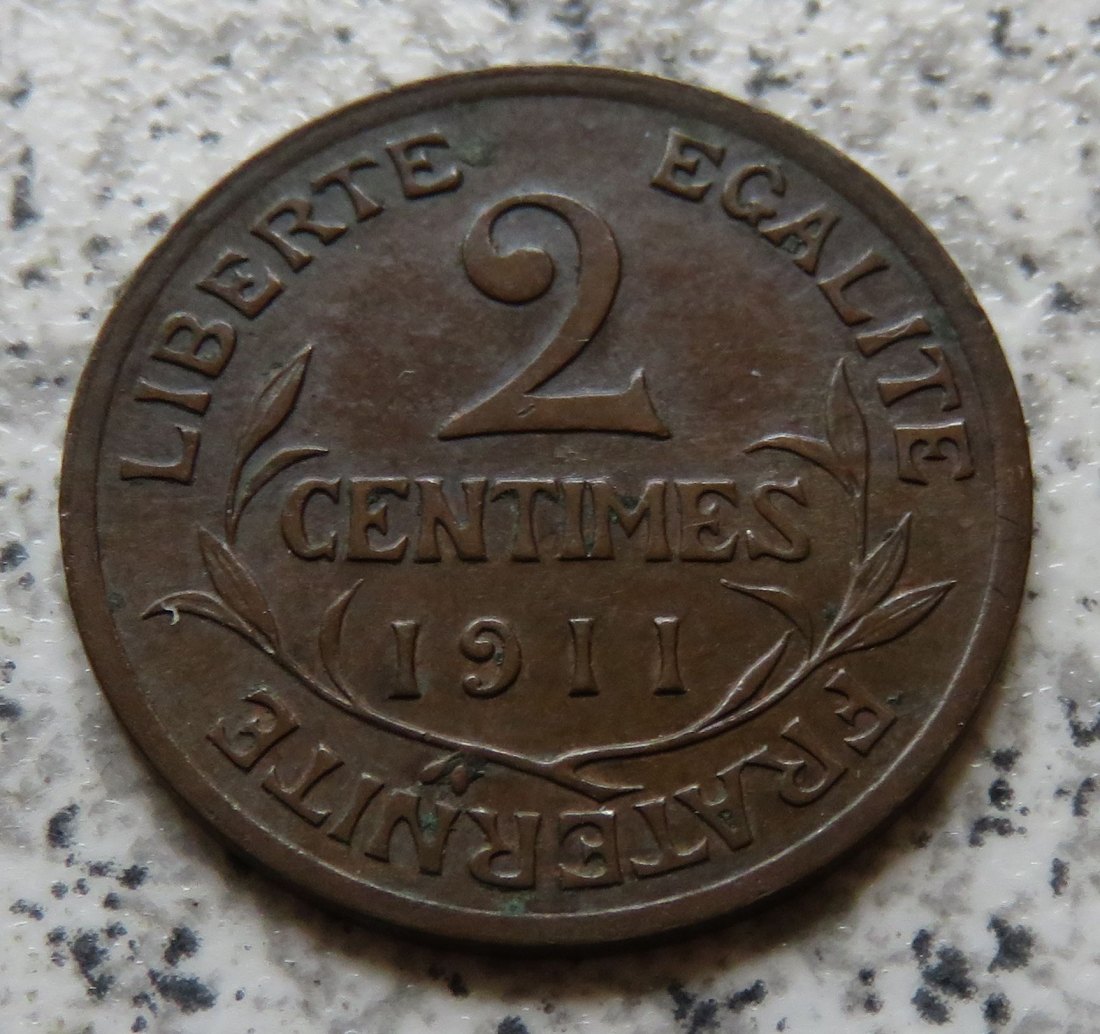 LIBERTE EGALITE FRATERNITE
2
CENTIMES
1911